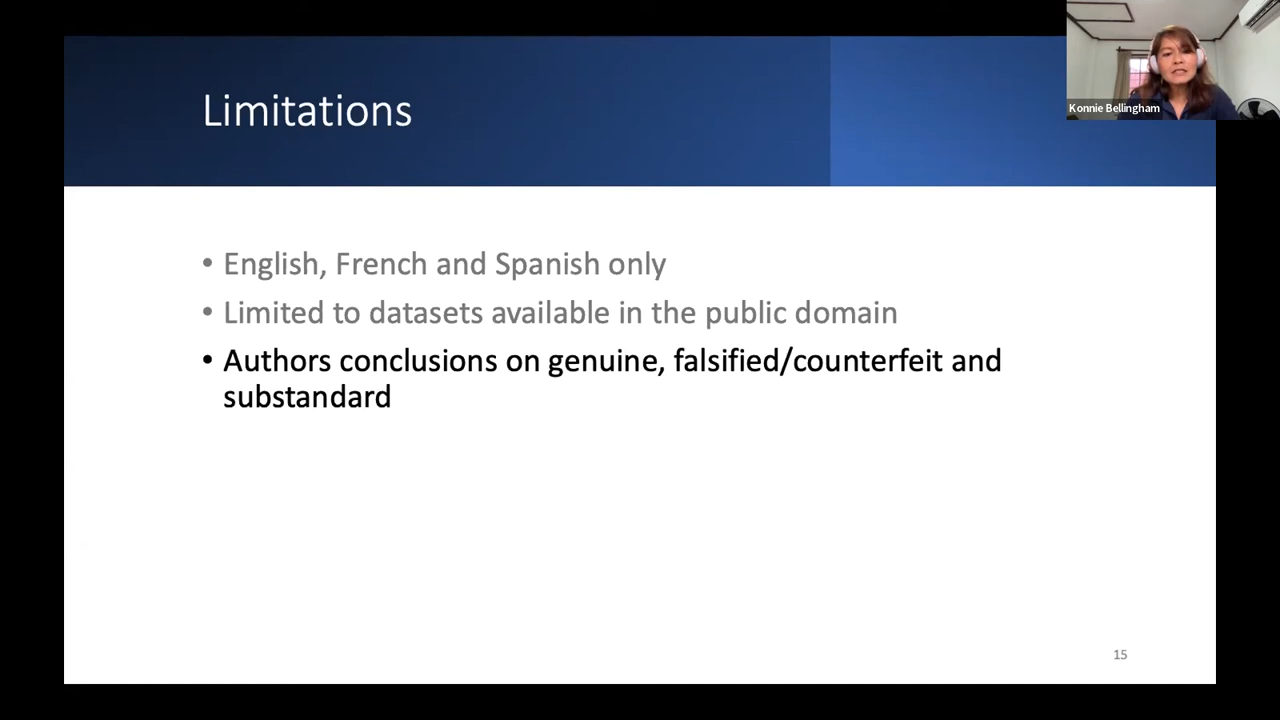 Konnie Bellingham
Limitations
• English, French and Spanish only
• Limited to datasets available in the public domain
• Authors conclusions on genuine, falsified/counterfeit and
substandard
15